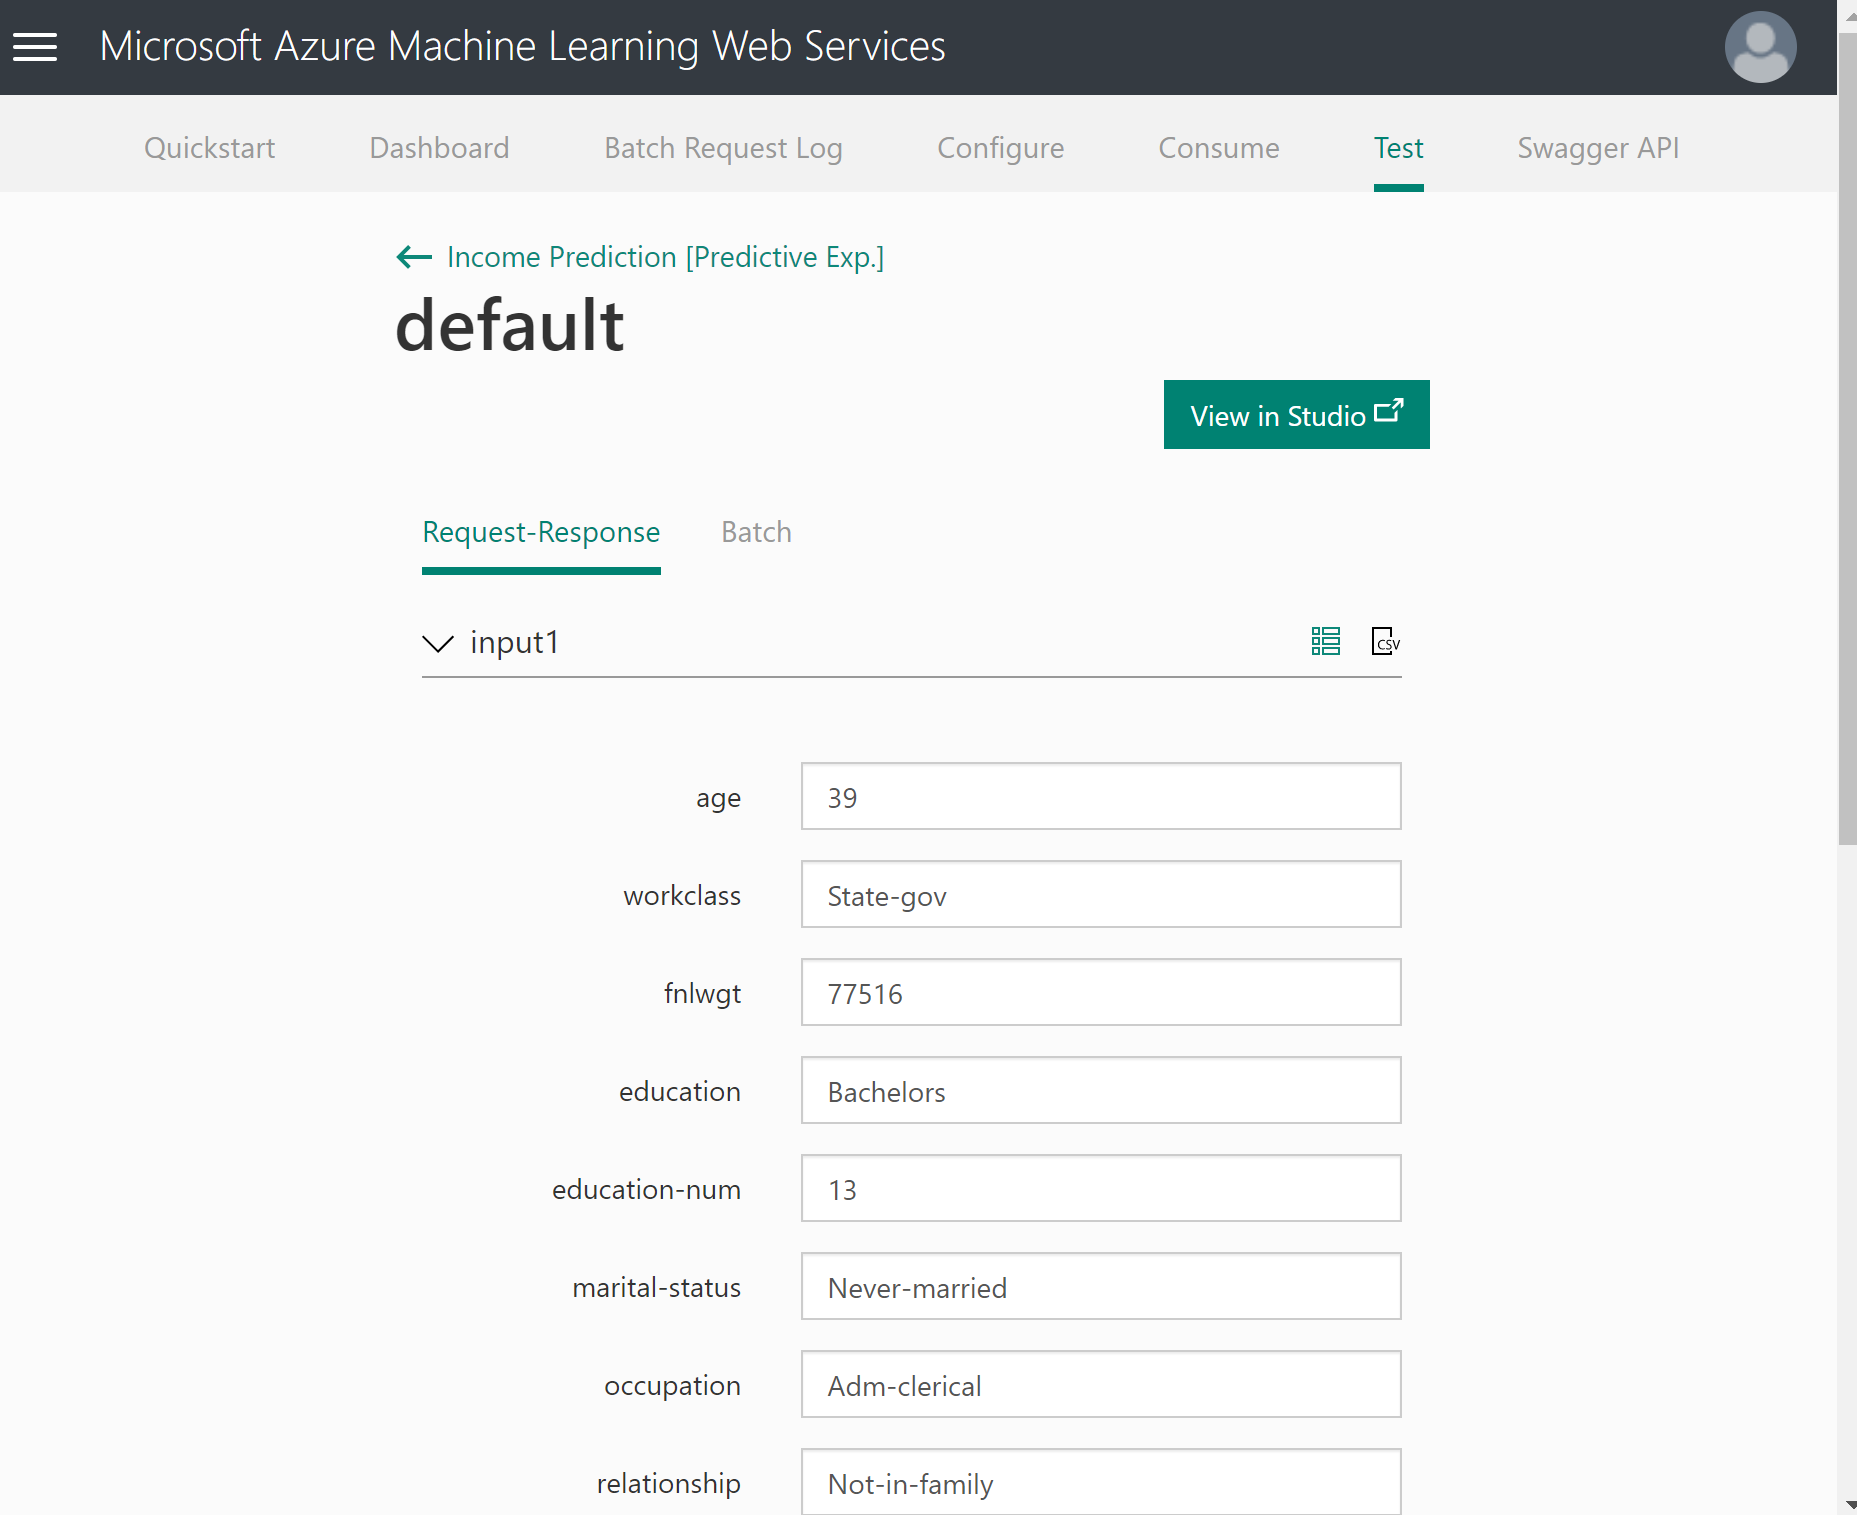 Microsoft Azure Machine Learning Web Services
Quickstart Dashboard Batch Request Log Configure Consume Test Swagger API
Income Prediction [Predictive Exp.]
default
View in Studio
Request-Response Batch
input1 CSV
age 39
workclass State-gov
fnlwgt 77516
education Bachelors
education-num 13
marital-status Never-married
occupation Adm-clerical
relationship Not-in-family